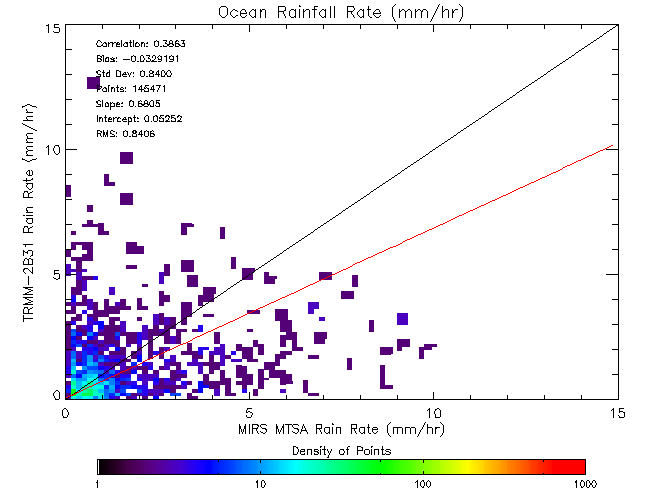 Ocean Rainfall Rate (mm/hr)
15
Correlation: 0.3863
Bias: -0.0329191
Std Dev: 0.8400
Points: 145471
Slope: 0.6805
Intercept: 0.05252
RMS: 0.8406
10
TRMM-2B31 Rain Rate (mm/hr)
5
0
0 5 10 15
MIRS MTSA Rain Rate (mm/hr)
Density of Points
1 10 100 1000